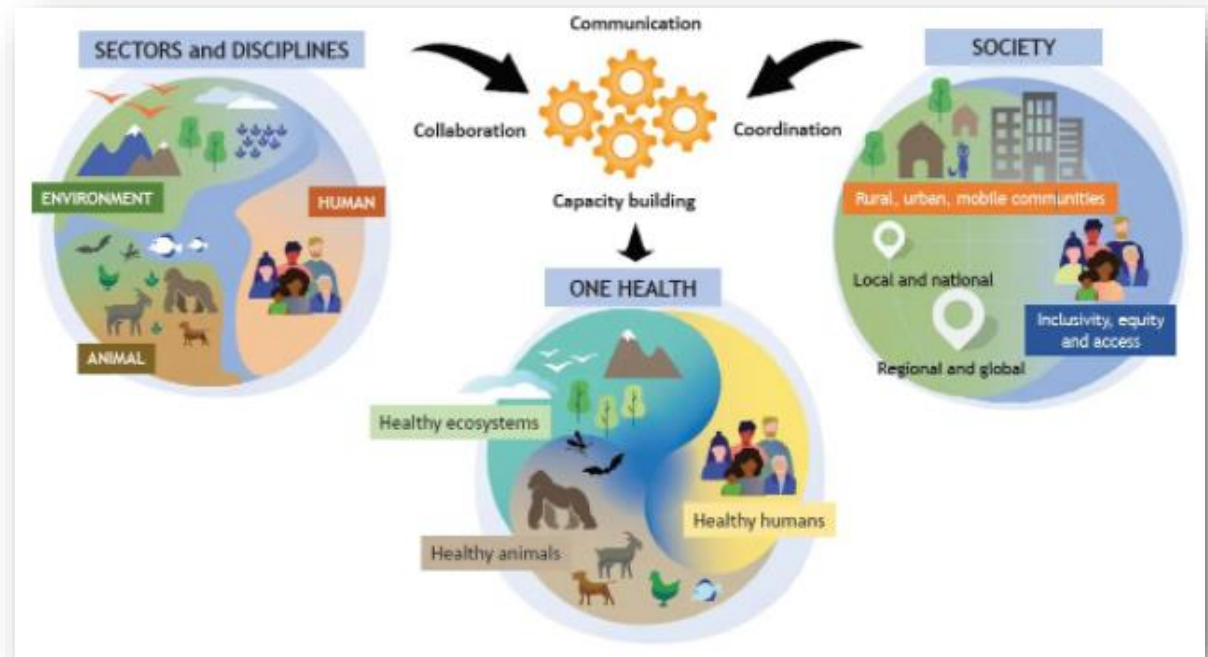 SECTORS and DISCIPLINES
ENVIRONMENT
HUMAN
ANIMAL
Communication
Collaboration
Coordination
Capacity building
SOCIETY
Rural, urban, mobile communities
Local and national
Regional and global
Inclusivity, equity
and access
ONE HEALTH
Healthy ecosystems
Healthy animals
Healthy humans